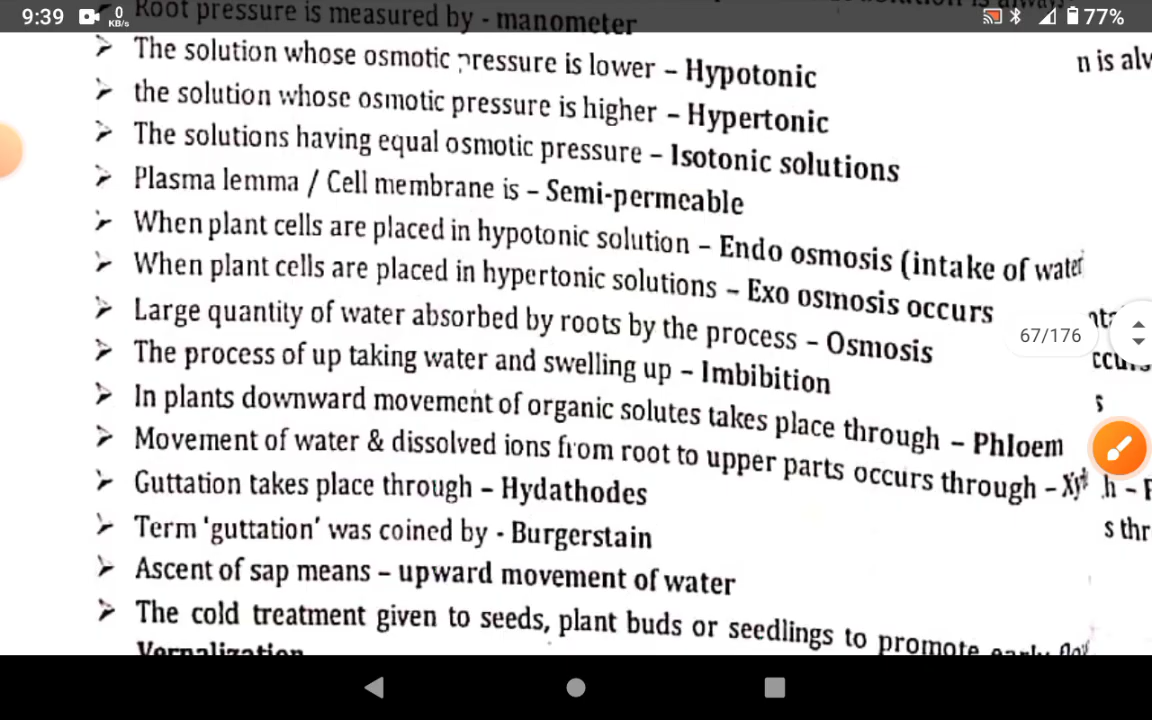 9:39 0 KB/s 77%
Root pressure is measured by - manometer
➤ The solution whose osmotic pressure is lower – Hypotonic
n is alw
➤ the solution whose osmotic pressure is higher – Hypertonic
➤ The solutions having equal osmotic pressure – Isotonic solutions
➤ Plasma lemma / Cell membrane is – Semi-permeable
➤ When plant cells are placed in hypotonic solution – Endo osmosis (intake of water
➤ When plant cells are placed in hypertonic solutions – Exo osmosis occurs
➤ Large quantity of water absorbed by roots by the process – Osmosis
67/176
➤ The process of up taking water and swelling up – Imbibition
s
➤ In plants downward movement of organic solutes takes place through – Phloem
➤ Movement of water & dissolved ions from root to upper parts occurs through – Xy
h –
➤ Guttation takes place through – Hydathodes
s thr
➤ Term 'guttation' was coined by - Burgerstain
➤ Ascent of sap means – upward movement of water
➤ The cold treatment given to seeds, plant buds or seedlings to promote early flo
Vernalization